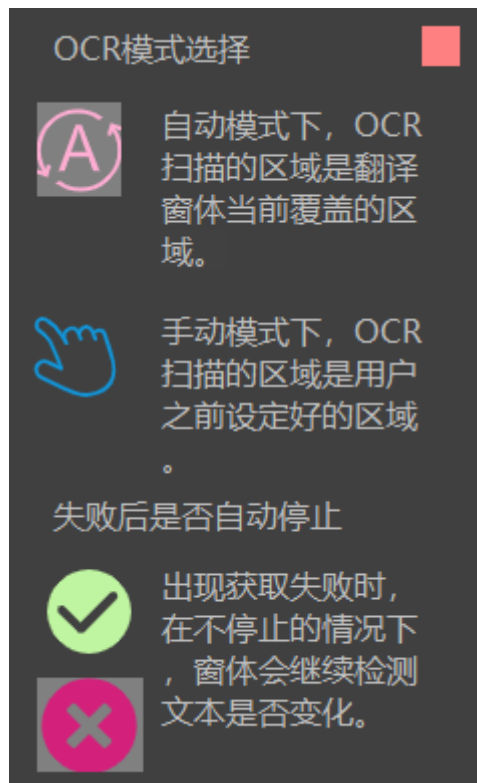 OCR模式选择
A
自动模式下，OCR
扫描的区域是翻译
窗体当前覆盖的区
域。
手动模式下，OCR
扫描的区域是用户
之前设定好的区域
。
失败后是否自动停止
出现获取失败时，
在不停止的情况下
，窗体会继续检测
文本是否变化。